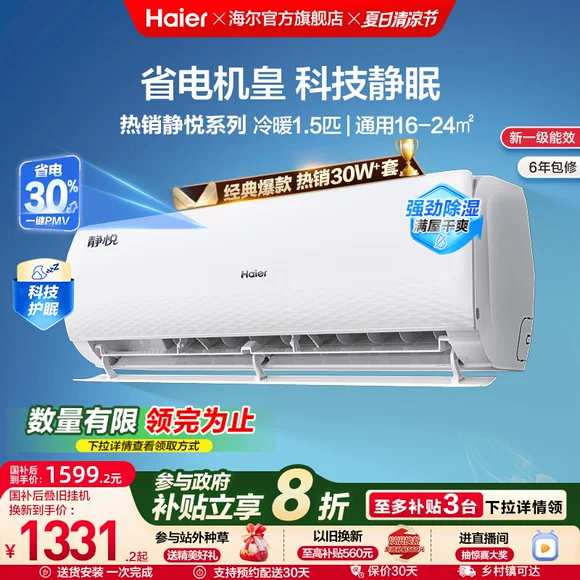 Haier | 海尔官方旗舰店 | 夏日清凉节
省电机皇 科技静眠
热销静悦系列 冷暖1.5匹 | 通用16-24㎡
新一级能效
6年包修
省电
30%
一键PMV
经典爆款 热销30W+套
强劲除湿
满屋干爽
静悦
Haier
科技
护眠
数量有限 领完为止
下拉详情查看领取方式
国补后
到手价: 1599.2元
国补后叠旧挂机
换新到手价:
¥1331.2起
参与政府
补贴立享8折
至多补贴3台 下拉详情领
参与站外种草
送精美好礼
以旧换新
至高补贴560元
以旧换新
进直播间
抽惊喜大奖
送货安装 一次完成
支持预约配送30天
保价30天
乡村镇可达